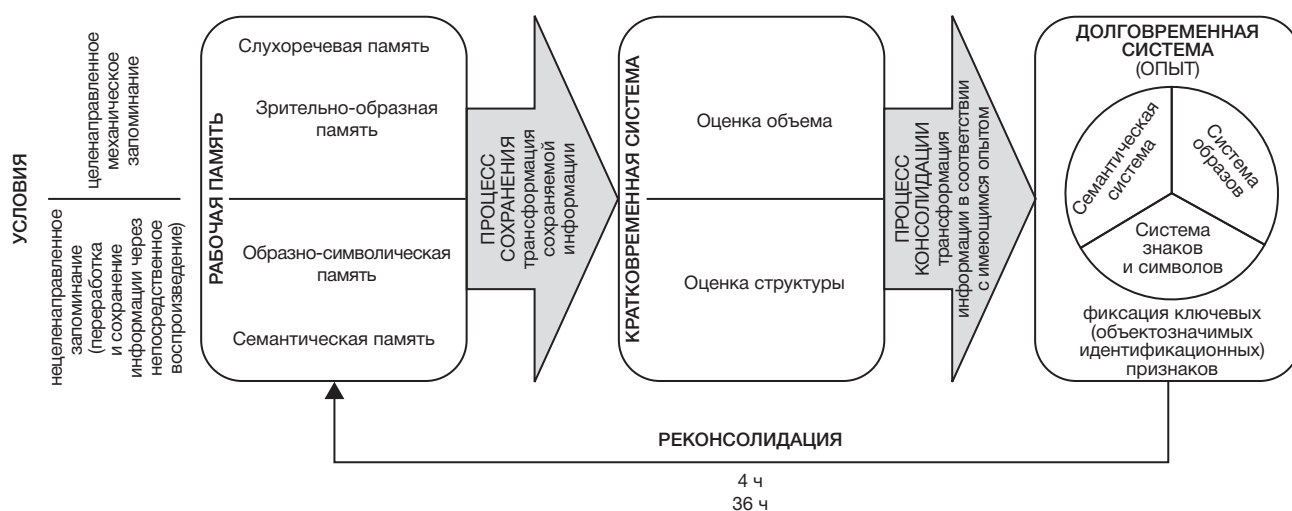 УСЛОВИЯ
целенаправленное
механическое
запоминание
нецеленаправленное
запоминание
(переработка
и сохранение
информации через
непосредственное
воспроизведение)
РАБОЧАЯ ПАМЯТЬ
Слухоречевая память
Зрительно-образная
память
Образно-символическая
память
Семантическая память
ПРОЦЕСС
СОХРАНЕНИЯ
трансформация
сохраняемой
информации
КРАТКОВРЕМЕННАЯ СИСТЕМА
Оценка объема
Оценка структуры
ПРОЦЕСС
КОНСОЛИДАЦИИ
трансформация
информации в соответствии
с имеющимся опытом
ДОЛГОВРЕМЕННАЯ
СИСТЕМА
(ОПЫТ)
Семантическая
система
Система
образов
Система
знаков
и символов
фиксация ключевых
(объектозначимых
идентификационных)
признаков
РЕКОНСОЛИДАЦИЯ
4 ч
36 ч